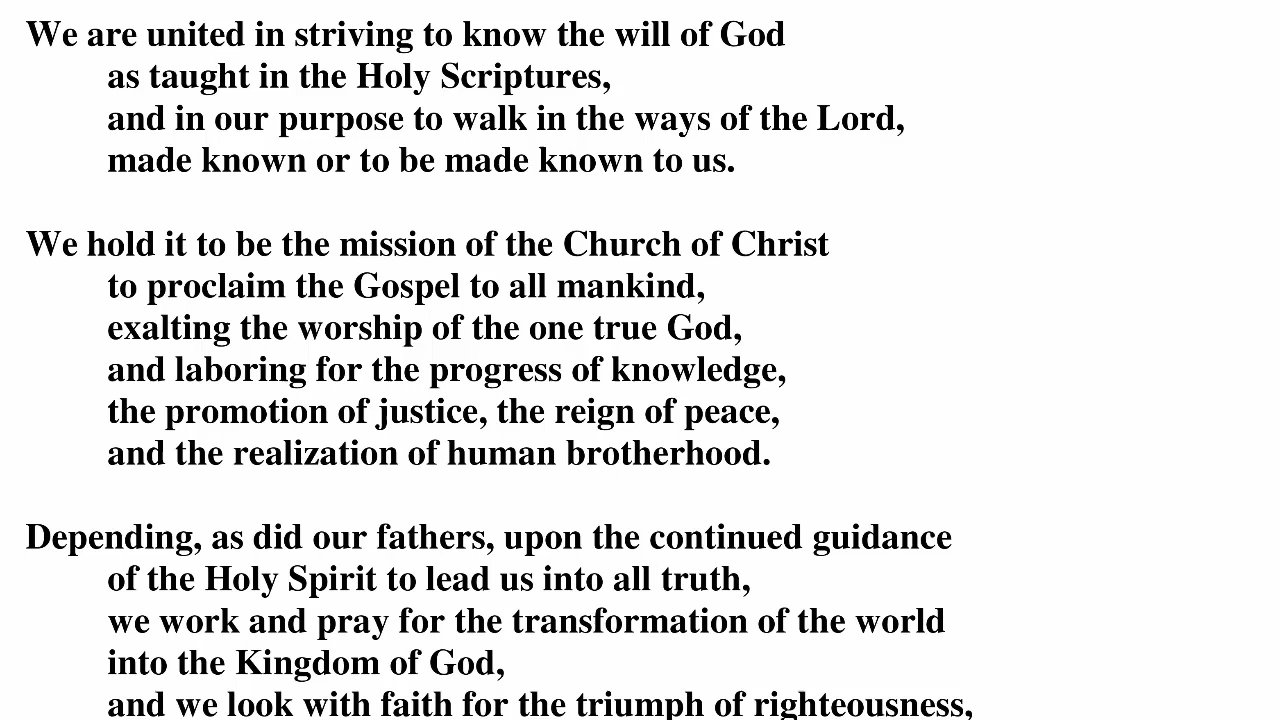 We are united in striving to know the will of God
as taught in the Holy Scriptures,
and in our purpose to walk in the ways of the Lord,
made known or to be made known to us.
We hold it to be the mission of the Church of Christ
to proclaim the Gospel to all mankind,
exalting the worship of the one true God,
and laboring for the progress of knowledge,
the promotion of justice, the reign of peace,
and the realization of human brotherhood.
Depending, as did our fathers, upon the continued guidance
of the Holy Spirit to lead us into all truth,
we work and pray for the transformation of the world
into the Kingdom of God,
and we look with faith for the triumph of righteousness,